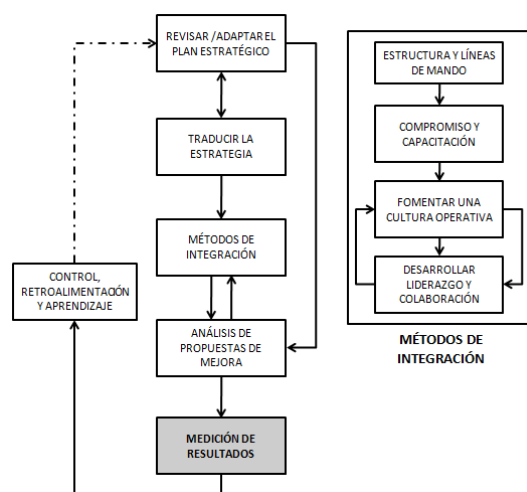 REVISAR /ADAPTAR EL
PLAN ESTRATÉGICO
TRADUCIR LA
ESTRATEGIA
MÉTODOS DE
INTEGRACIÓN
CONTROL,
RETROALIMENTACIÓN
Y APRENDIZAJE
ANÁLISIS DE
PROPUESTAS DE
MEJORA
MEDICIÓN DE
RESULTADOS
ESTRUCTURA Y LÍNEAS
DE MANDO
COMPROMISO Y
CAPACITACIÓN
FOMENTAR UNA
CULTURA OPERATIVA
DESARROLLAR
LIDERAZGO Y
COLABORACIÓN
MÉTODOS DE
INTEGRACIÓN